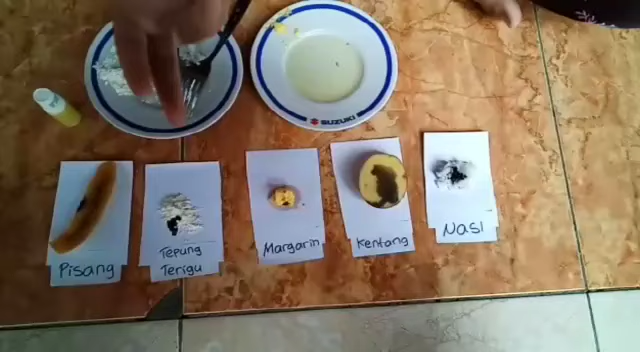 SUZUKI
Pisang
Tepung
Terigu
Margarin
Kentang
Nasi